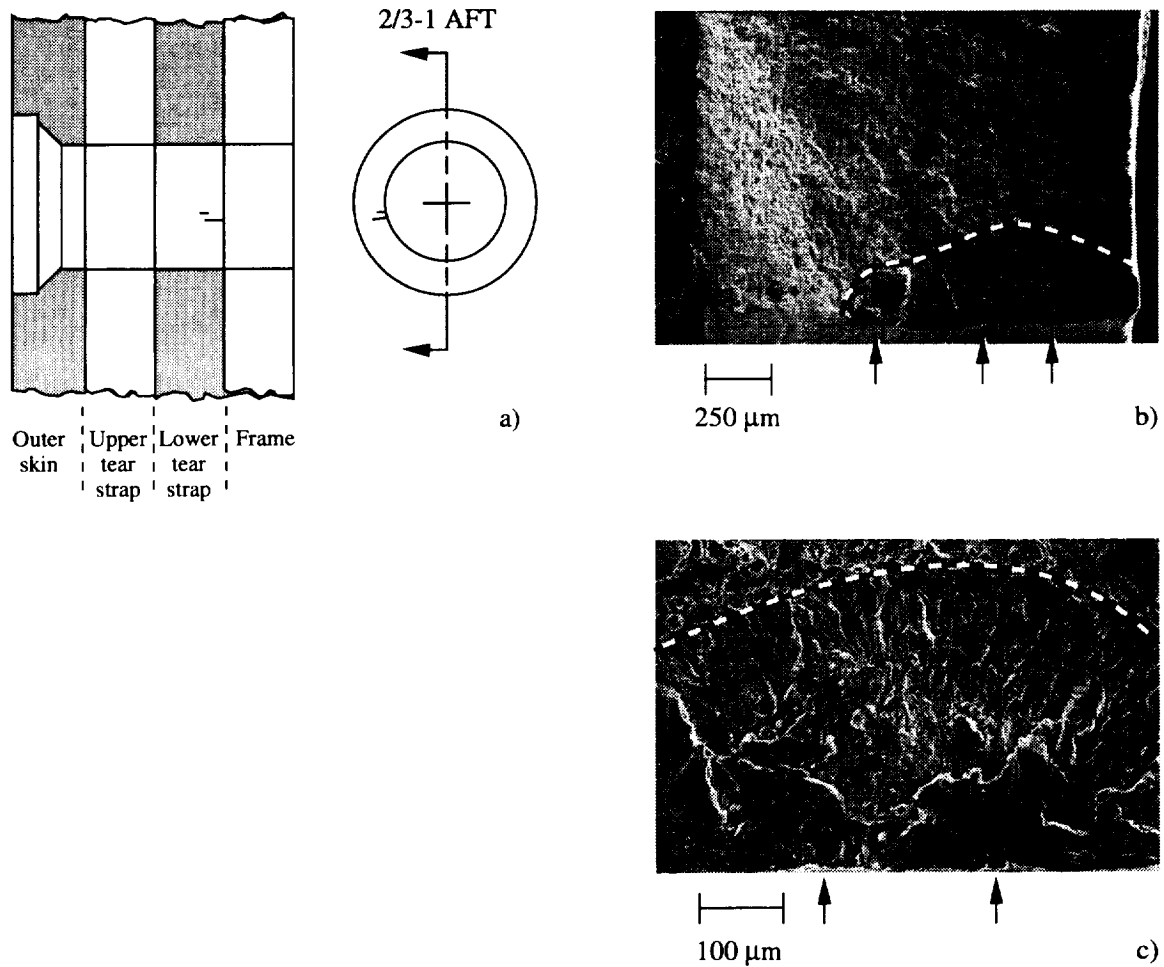 2/3-1 AFT
a)
Outer skin
Upper tear strap
Lower tear strap
Frame
250 μm
b)
100 μm
c)